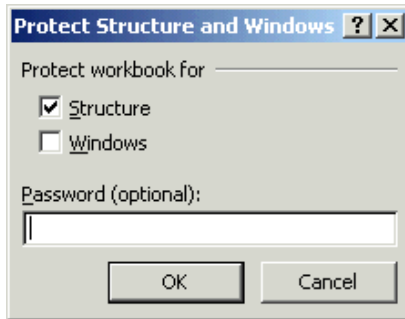 Protect Structure and Windows
Protect workbook for
Structure
Windows
Password (optional):
OK Cancel